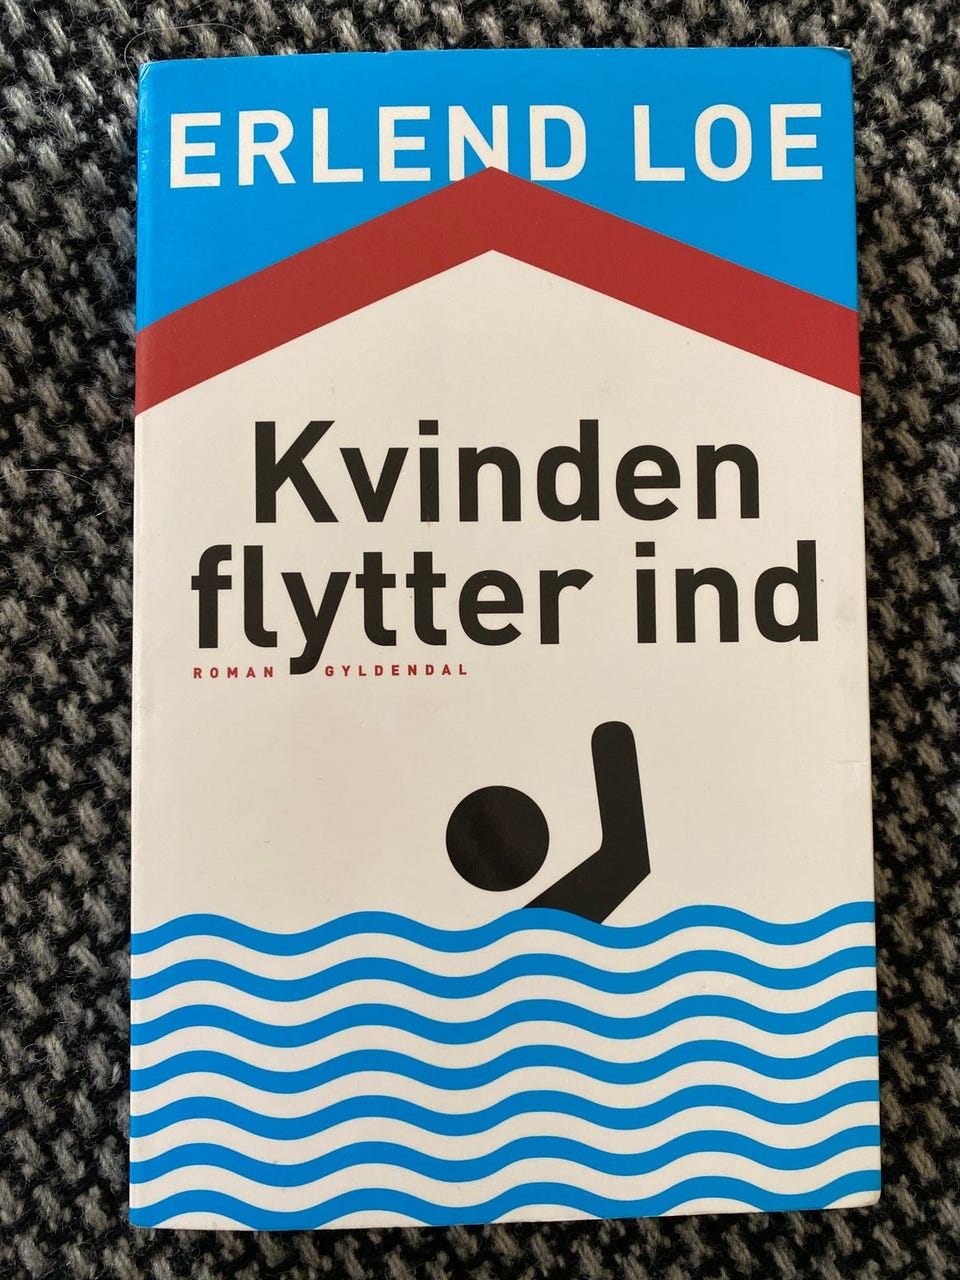 ERLEND LOE
Kvinden
flytter ind
ROMAN GYLDENDAL